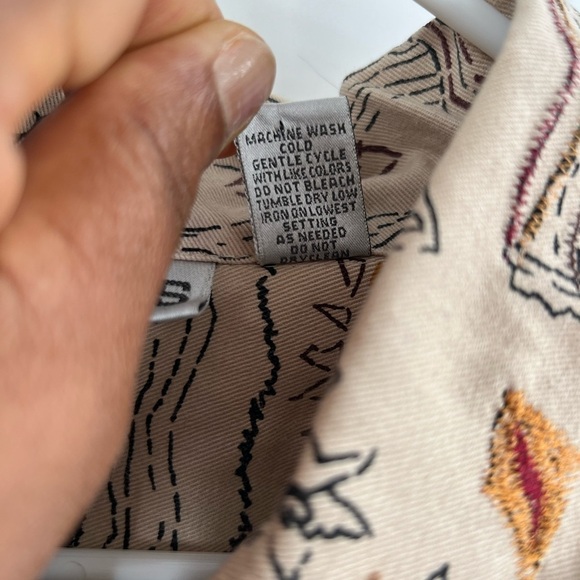 MACHINE WASH
COLD
GENTLE CYCLE
WITH LIKE COLORS
DO NOT BLEACH
TUMBLE DRY LOW
IRON ON LOWEST
SETTING
AS NEEDED
DO NOT
DRYCLEAN